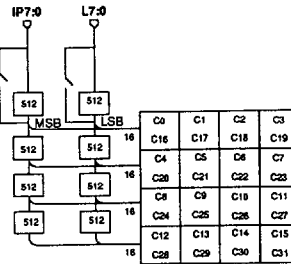 IP7:0 L7:0
512 512
MSB LSB
16
C0 C1 C2 C3
C16 C17 C18 C19
512 512
16
C4 C5 C6 C7
C20 C21 C22 C23
512 512
16
C8 C9 C10 C11
C24 C25 C26 C27
512 512
16
C12 C13 C14 C15
C28 C29 C30 C31